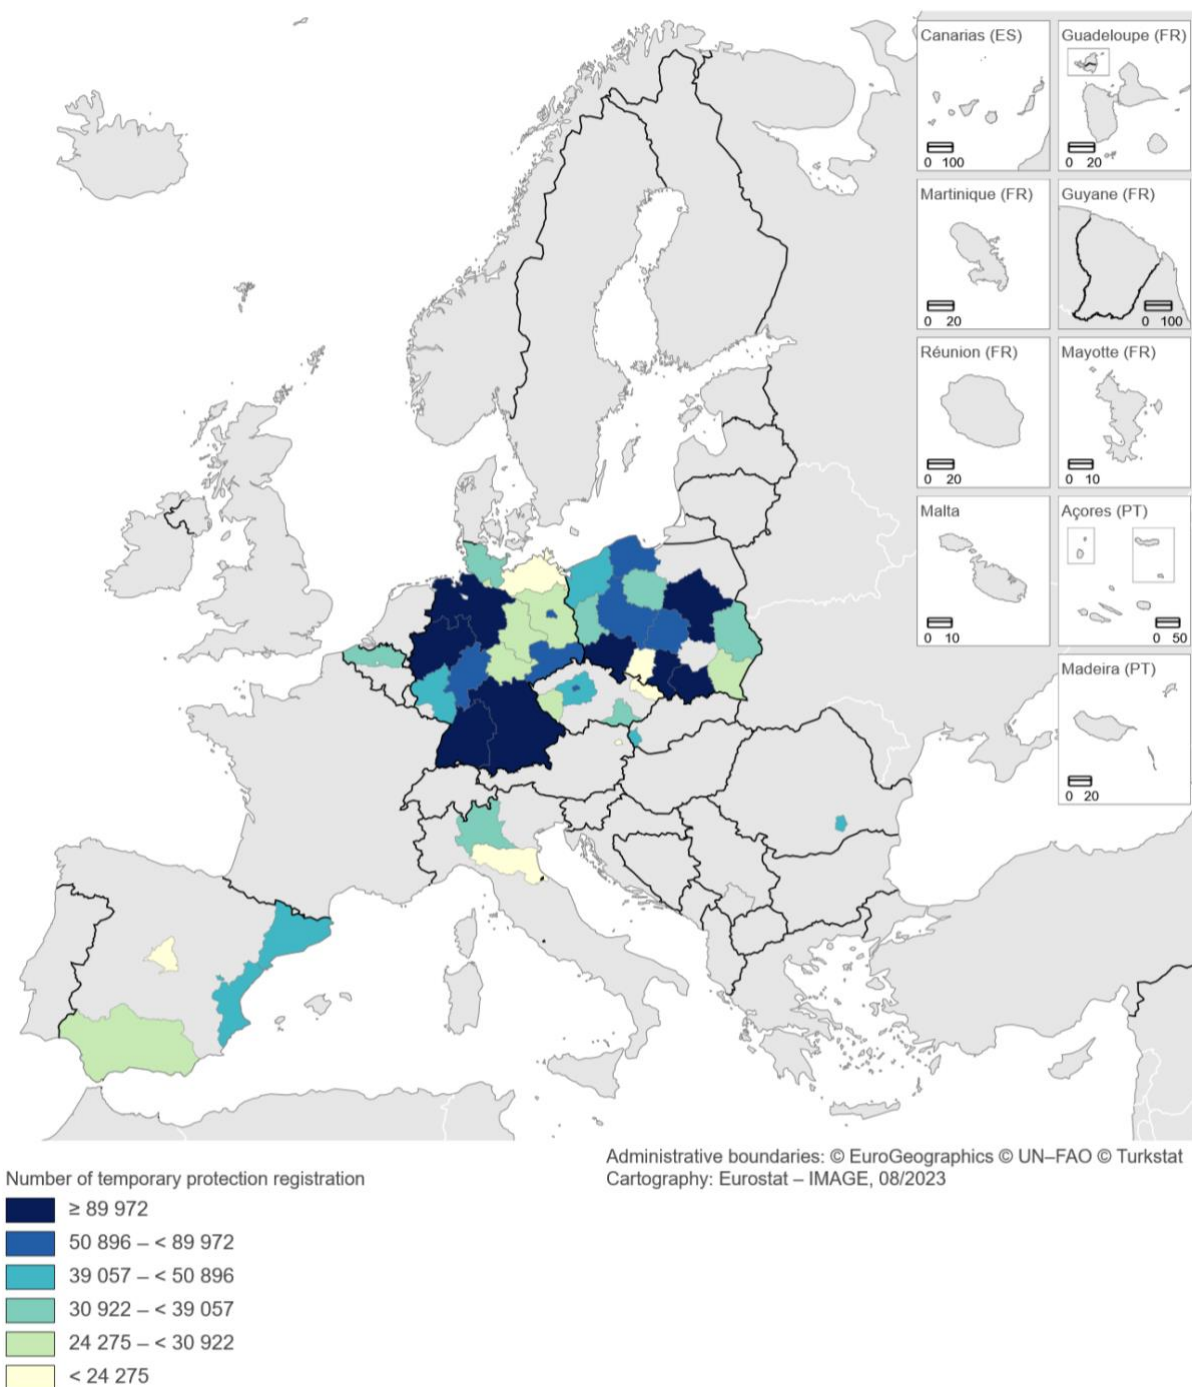 Canarias (ES)
0 100
Guadeloupe (FR)
0 20
Martinique (FR)
0 20
Guyane (FR)
0 100
Réunion (FR)
0 20
Mayotte (FR)
0 10
Malta
0 10
Açores (PT)
0 50
Madeira (PT)
0 20
Administrative boundaries: © EuroGeographics © UN–FAO © Turkstat
Cartography: Eurostat – IMAGE, 08/2023
Number of temporary protection registration
≥ 89 972
50 896 – < 89 972
39 057 – < 50 896
30 922 – < 39 057
24 275 – < 30 922
< 24 275